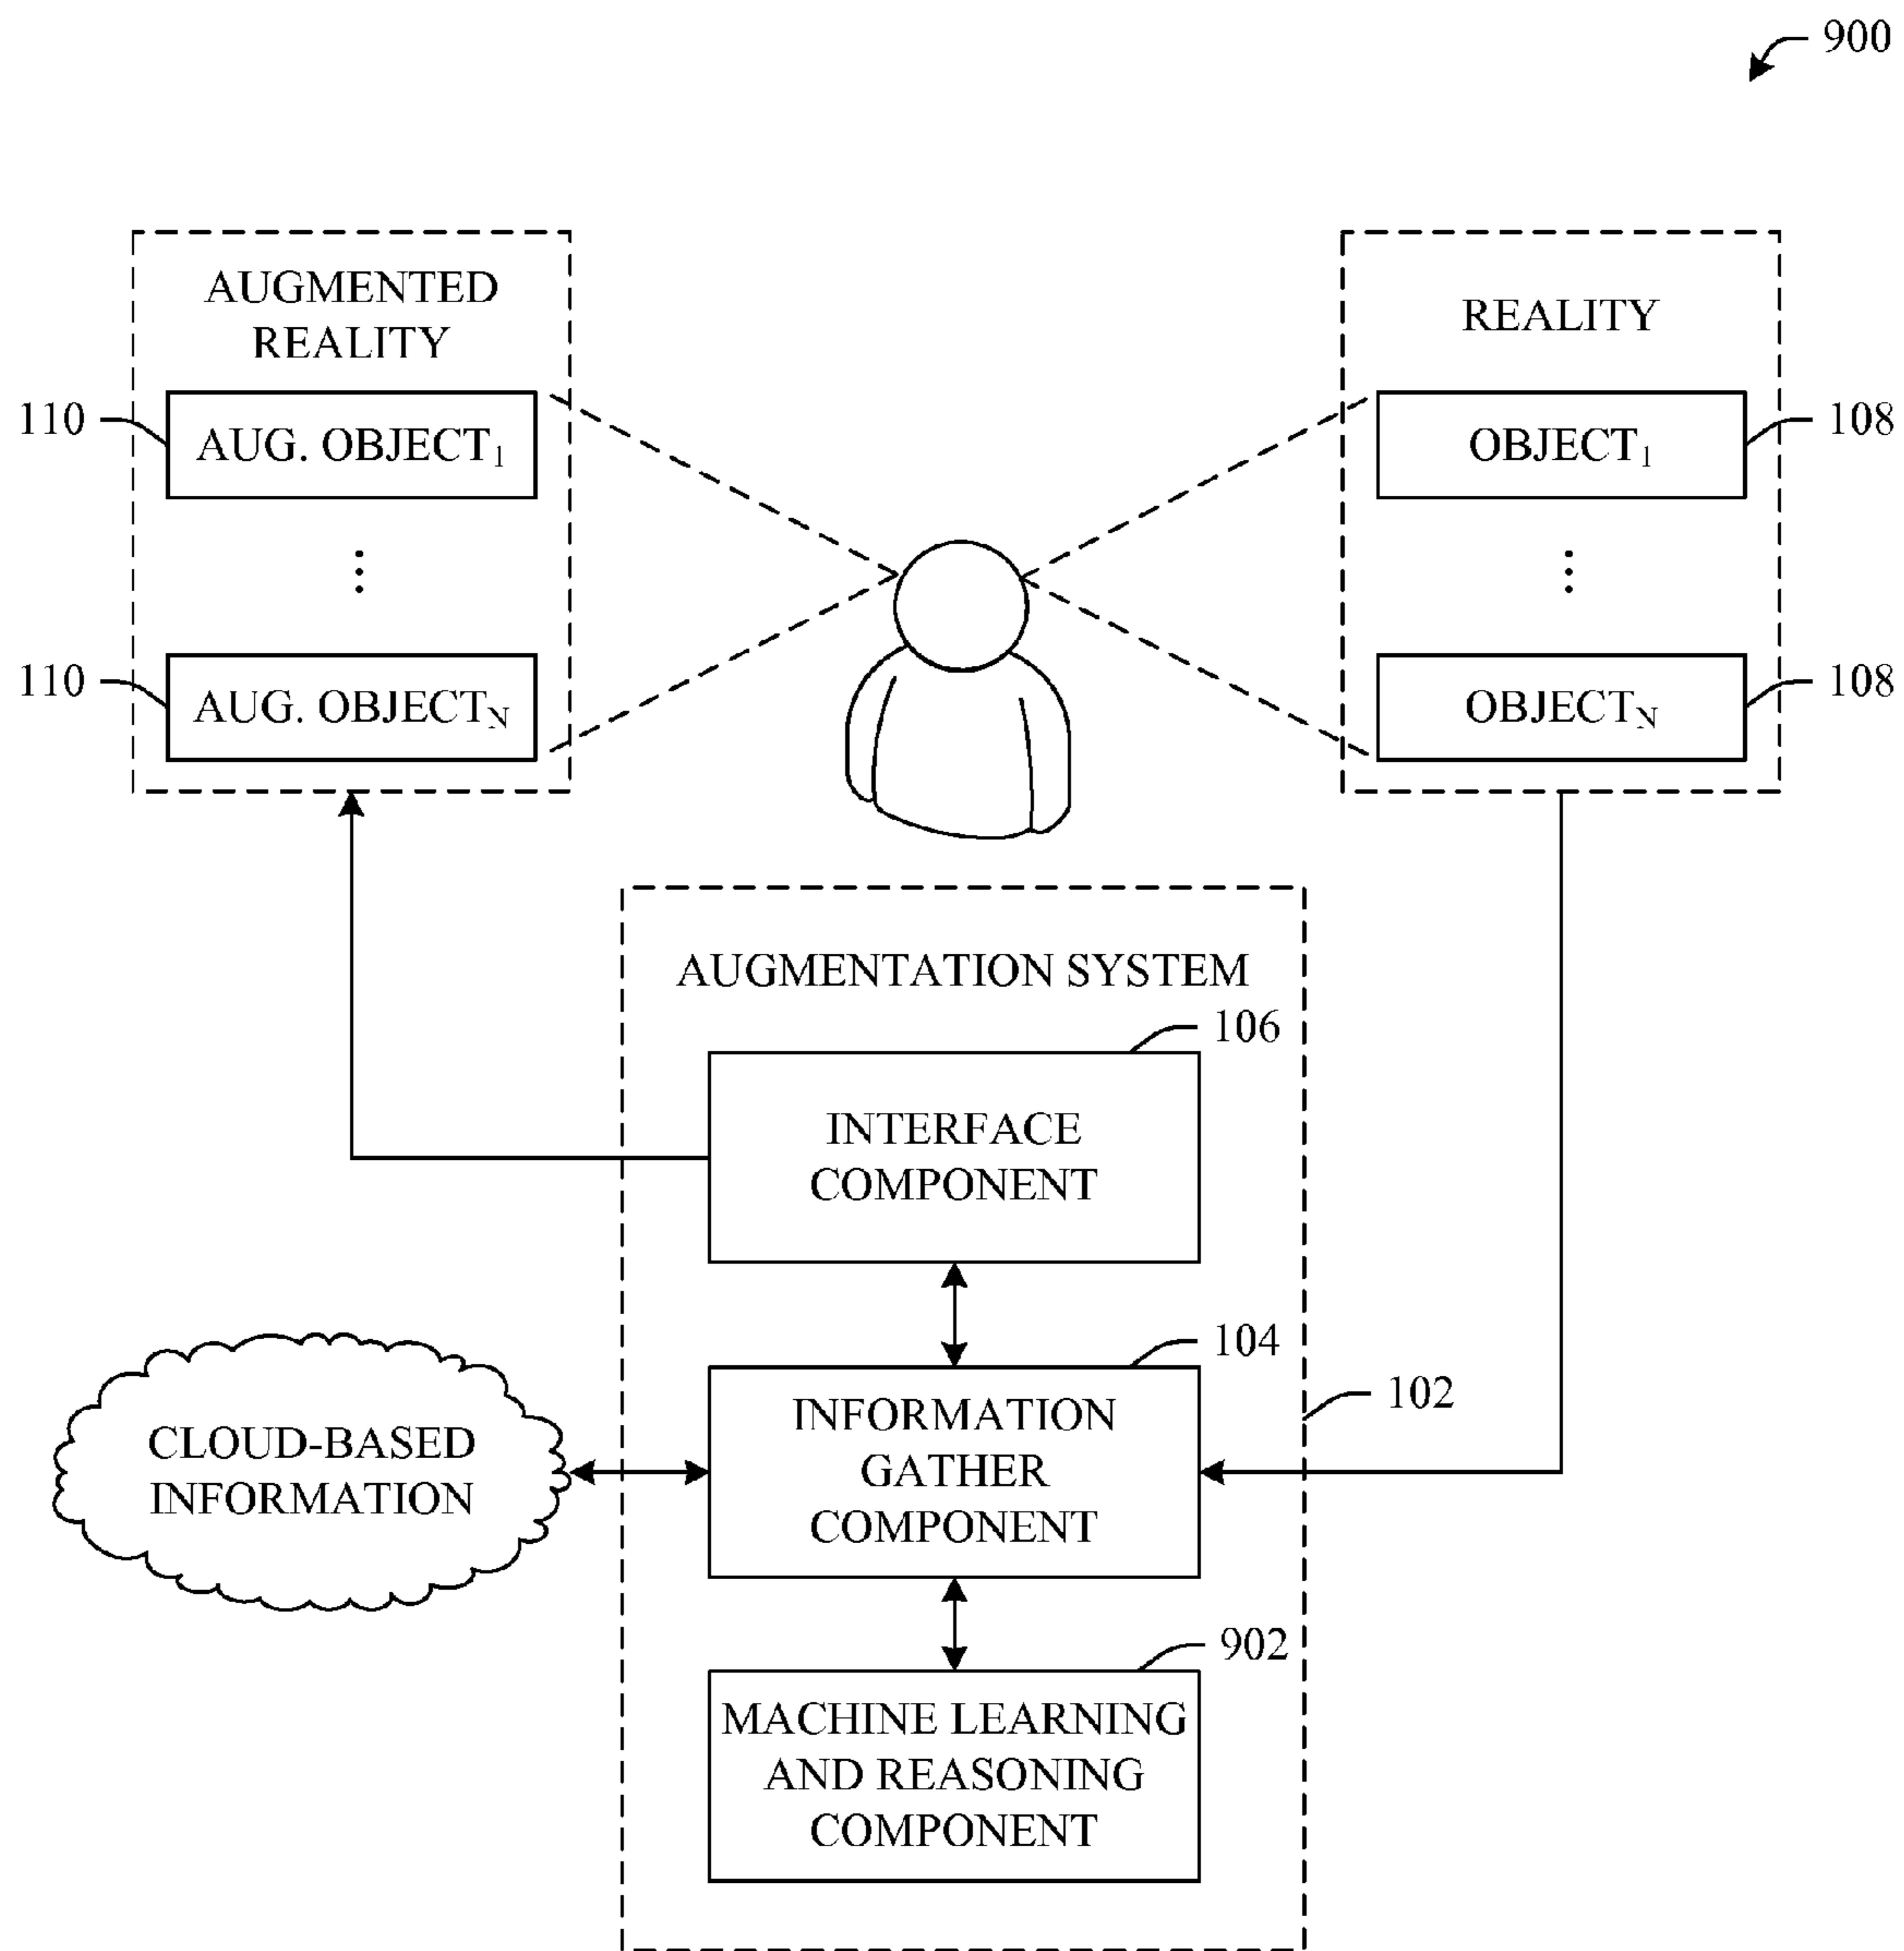 900
AUGMENTED
REALITY
110
AUG. OBJECT1
110
AUG. OBJECTN
REALITY
OBJECT1
108
OBJECTN
108
AUGMENTATION SYSTEM
106
INTERFACE
COMPONENT
104
INFORMATION
GATHER
COMPONENT
102
CLOUD-BASED
INFORMATION
902
MACHINE LEARNING
AND REASONING
COMPONENT